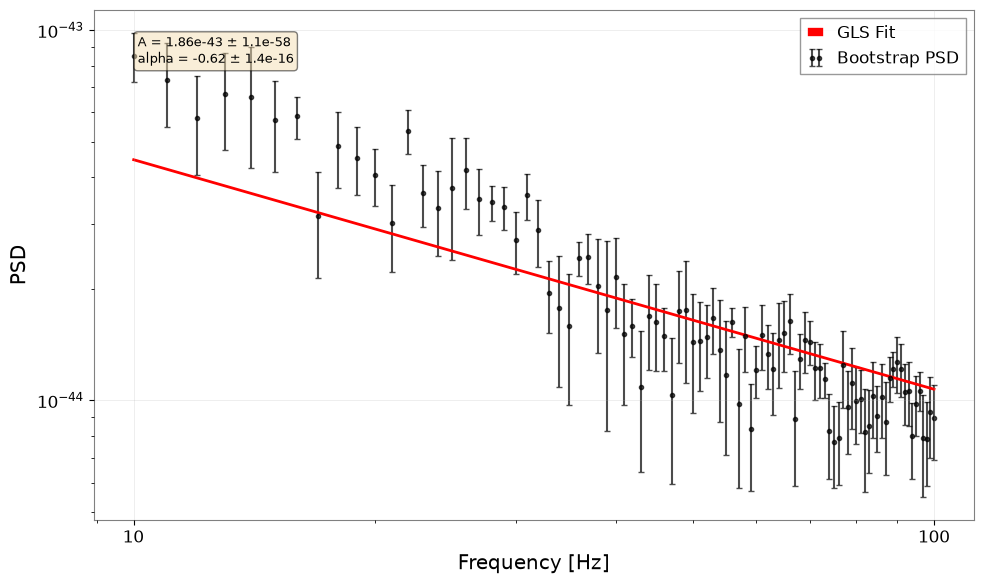 10⁻⁴³
A = 1.86e-43 ± 1.1e-58
alpha = -0.62 ± 1.4e-16
GLS Fit
Bootstrap PSD
PSD
10⁻⁴⁴
10
100
Frequency [Hz]